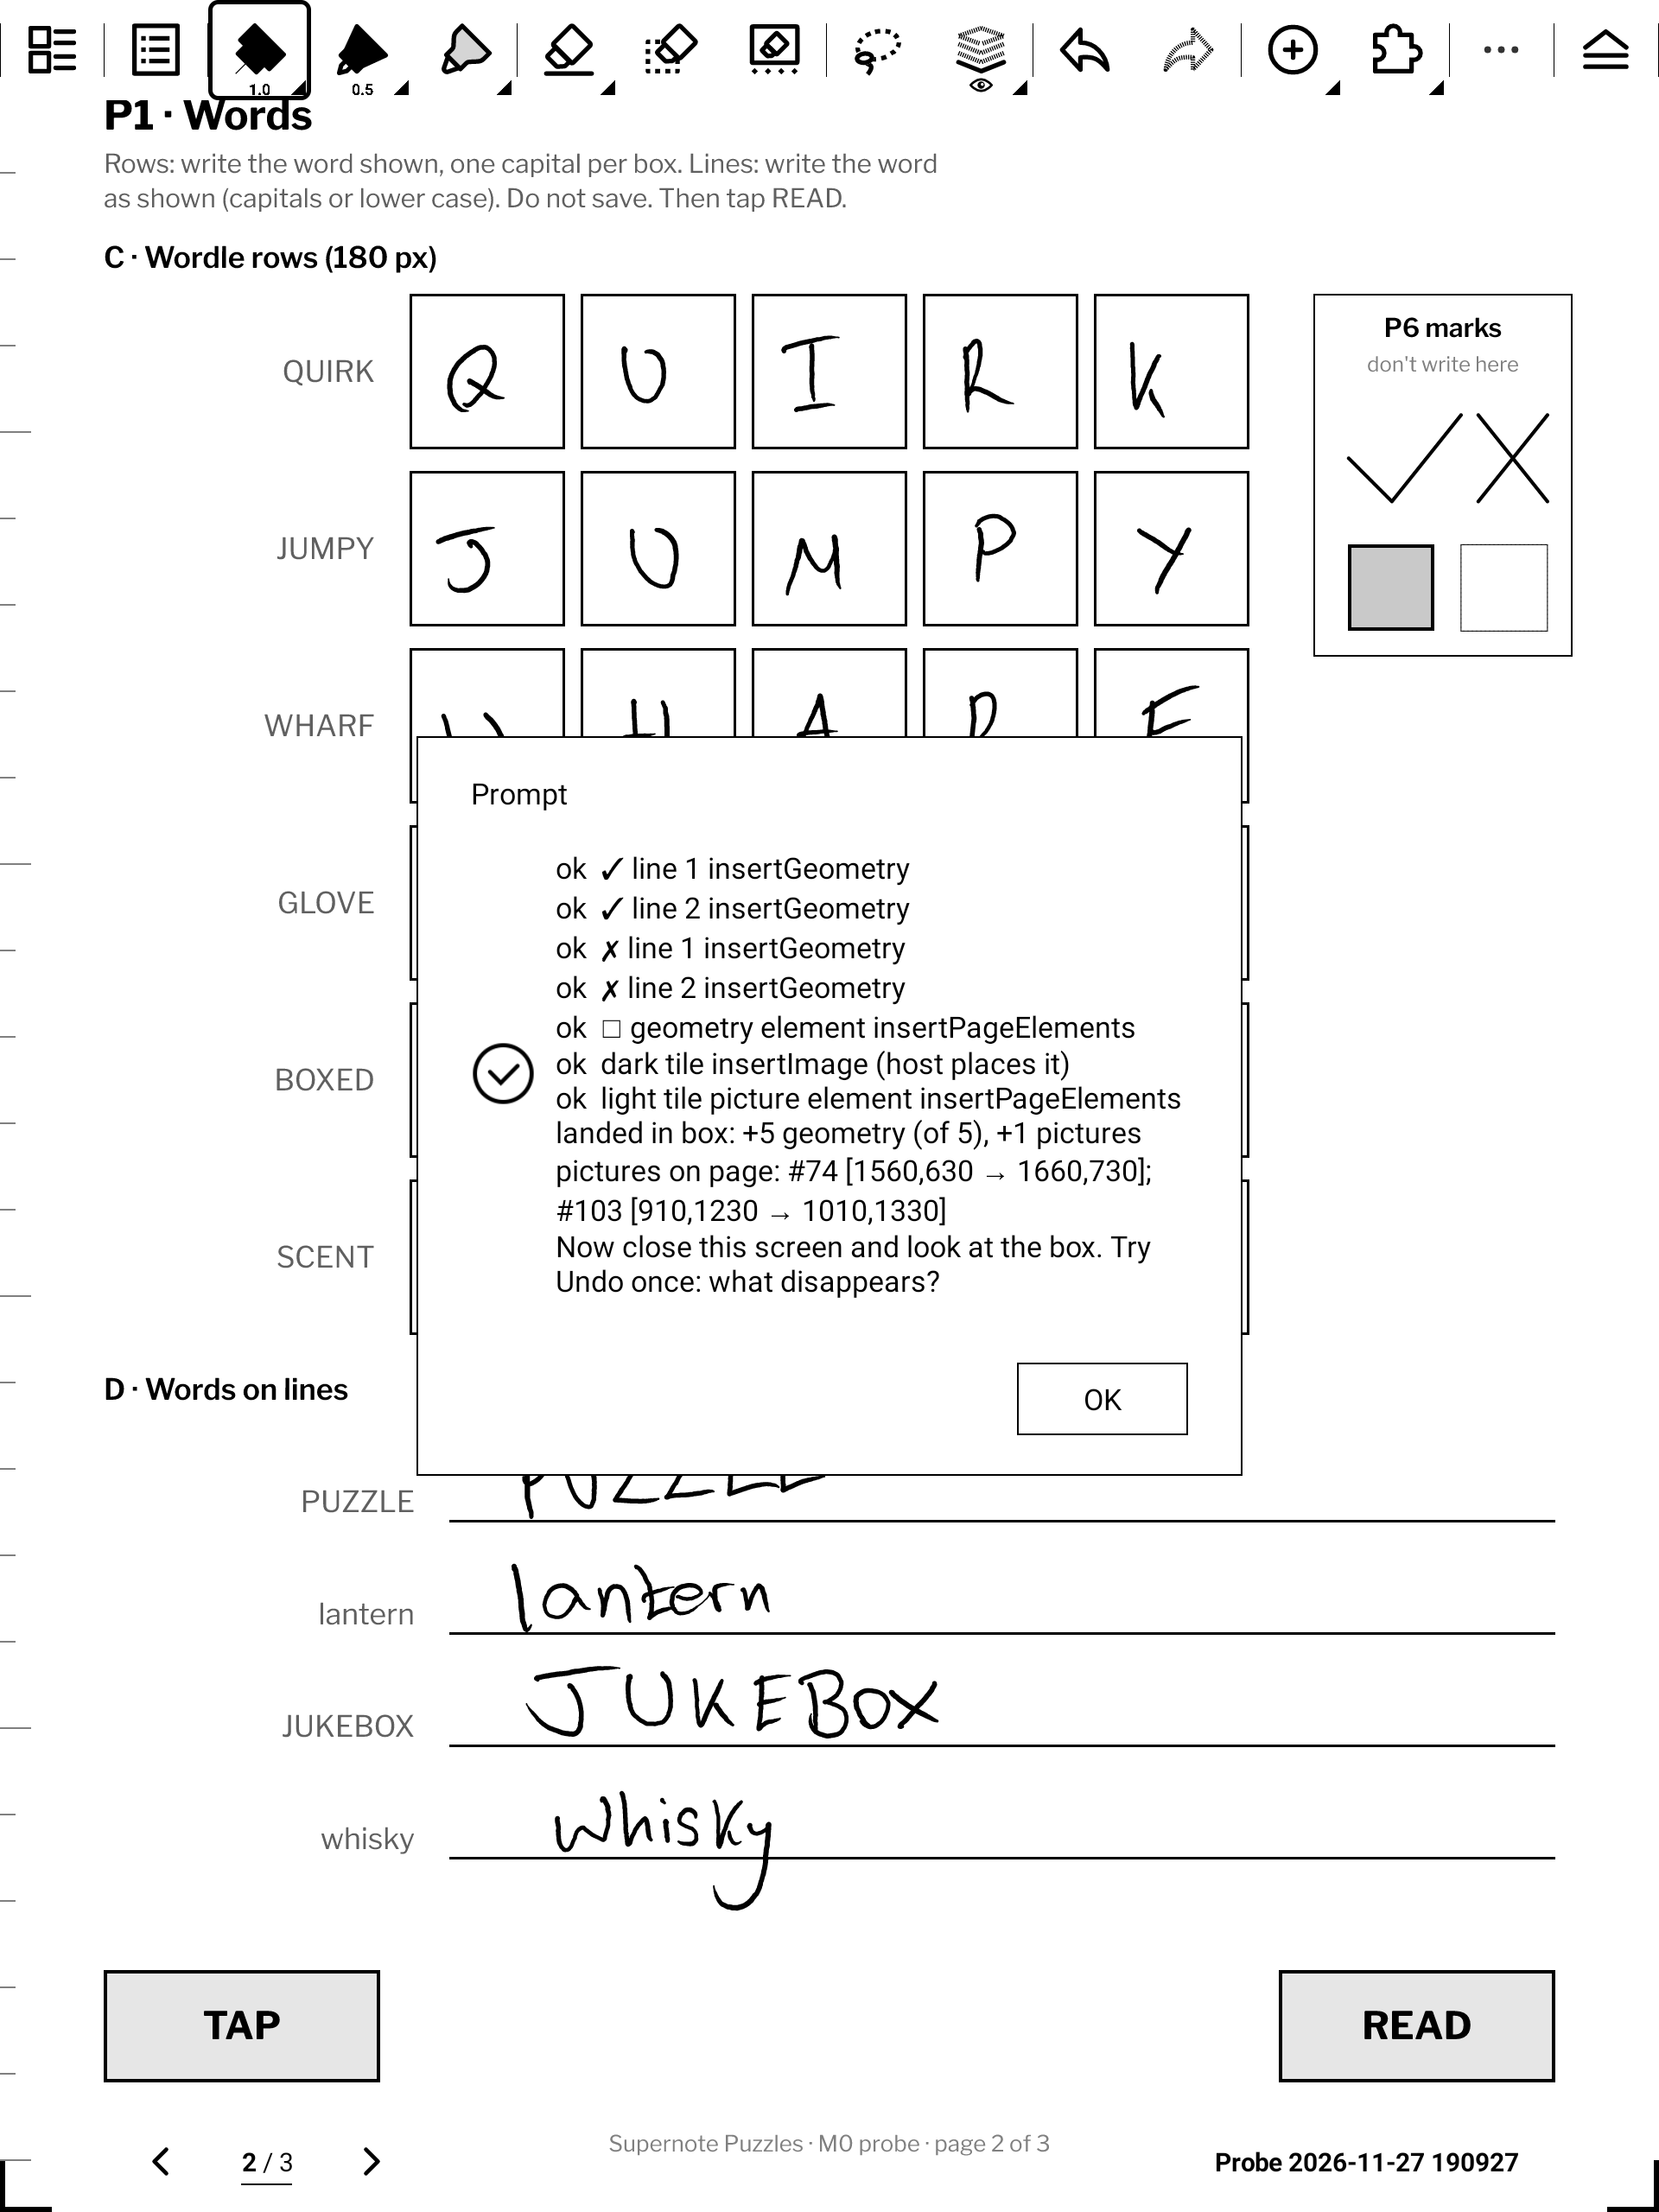 1.0 0.5
P1 · Words
Rows: write the word shown, one capital per box. Lines: write the word
as shown (capitals or lower case). Do not save. Then tap READ.
C · Wordle rows (180 px)
QUIRK Q U I R K
P6 marks
don't write here
JUMPY J U M P Y
WHARF H A F
GLOVE
BOXED
SCENT
Prompt
ok ✓ line 1 insertGeometry
ok ✓ line 2 insertGeometry
ok ✗ line 1 insertGeometry
ok ✗ line 2 insertGeometry
ok □ geometry element insertPageElements
ok dark tile insertImage (host places it)
ok light tile picture element insertPageElements
landed in box: +5 geometry (of 5), +1 pictures
pictures on page: #74 [1560,630 → 1660,730];
#103 [910,1230 → 1010,1330]
Now close this screen and look at the box. Try
Undo once: what disappears?
OK
D · Words on lines
PUZZLE PUZZLE
lantern lantern
JUKEBOX JUKEBOX
whisky whisky
TAP READ
2 / 3
Supernote Puzzles · M0 probe · page 2 of 3
Probe 2026-11-27 190927